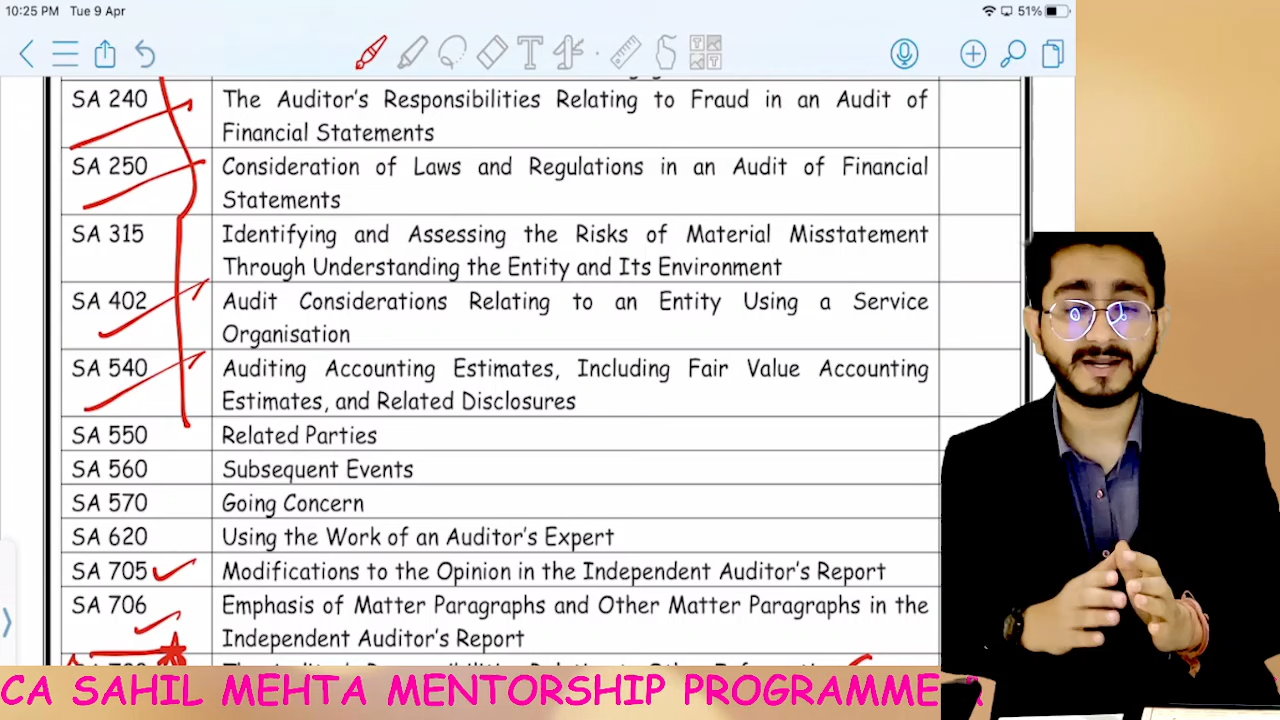 10:25 PM Tue 9 Apr
51%
SA 240
The Auditor's Responsibilities Relating to Fraud in an Audit of
Financial Statements
SA 250
Consideration of Laws and Regulations in an Audit of Financial
Statements
SA 315
Identifying and Assessing the Risks of Material Misstatement
Through Understanding the Entity and Its Environment
SA 402
Audit Considerations Relating to an Entity Using a Service
Organisation
SA 540
Auditing Accounting Estimates, Including Fair Value Accounting
Estimates, and Related Disclosures
SA 550
Related Parties
SA 560
Subsequent Events
SA 570
Going Concern
SA 620
Using the Work of an Auditor's Expert
SA 705
Modifications to the Opinion in the Independent Auditor's Report
SA 706
Emphasis of Matter Paragraphs and Other Matter Paragraphs in the
Independent Auditor's Report
CA SAHIL MEHTA MENTORSHIP PROGRAMME